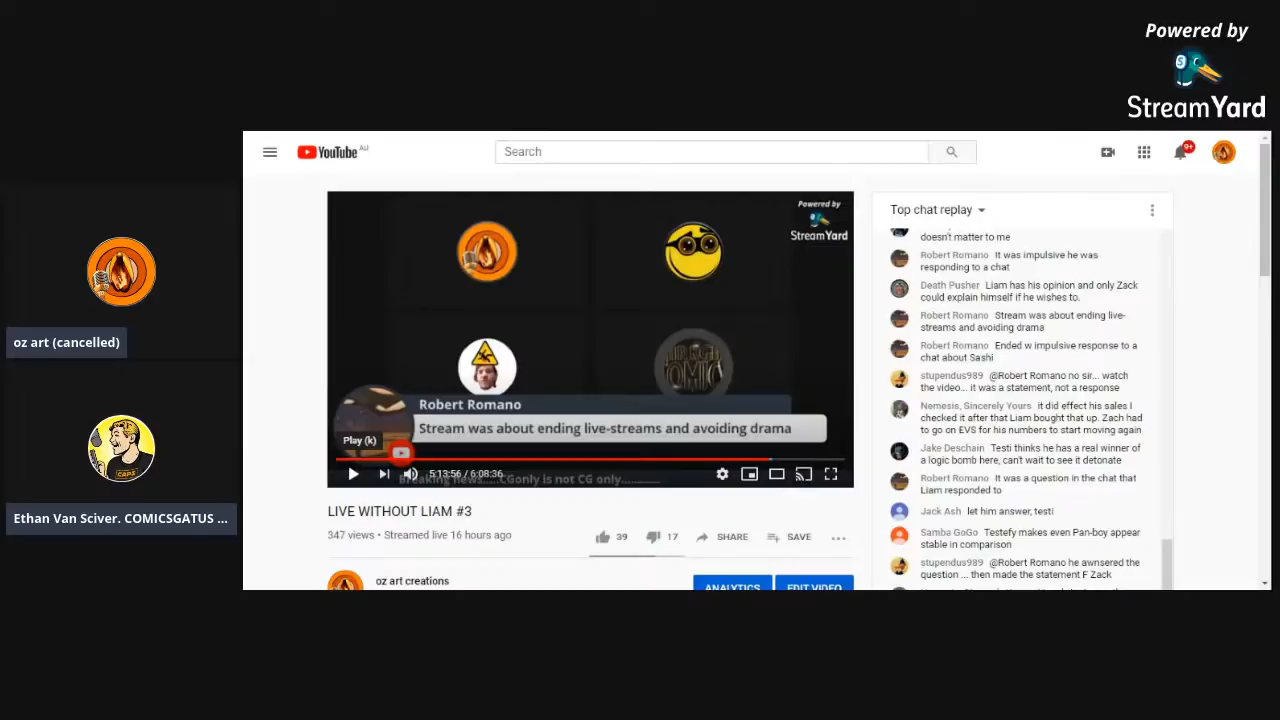 Powered by
StreamYard
YouTube AU
Search
9+
oz art (cancelled)
CAPS
Ethan Van Sciver. COMICSGATUS ...
Powered by
StreamYard
Robert Romano
Stream was about ending live-streams and avoiding drama
Play (k)
5:13:56 / 6:08:36
Breaking news.....CGonly is not CG only............
LIVE WITHOUT LIAM #3
347 views • Streamed live 16 hours ago
39
17
SHARE
SAVE
oz art creations
ANALYTICS
EDIT VIDEO
Top chat replay
doesn't matter to me
Robert Romano It was impulsive he was
responding to a chat
Death Pusher Liam has his opinion and only Zack
could explain himself if he wishes to.
Robert Romano Stream was about ending live-
streams and avoiding drama
Robert Romano Ended w impulsive response to a
chat about Sashi
stupendus989 @Robert Romano no sir... watch
the video... it was a statement, not a response
Nemesis, Sincerely Yours it did effect his sales I
checked it after that Liam bought that up. Zach had
to go on EVS for his numbers to start moving again
Jake Deschain Testi thinks he has a real winner of
a logic bomb here, can't wait to see it detonate
Robert Romano It was a question in the chat that
Liam responded to
Jack Ash let him answer, testi
Samba GoGo Testefy makes even Pan-boy appear
stable in comparison
stupendus989 @Robert Romano he awnsered the
question ... then made the statement F Zack